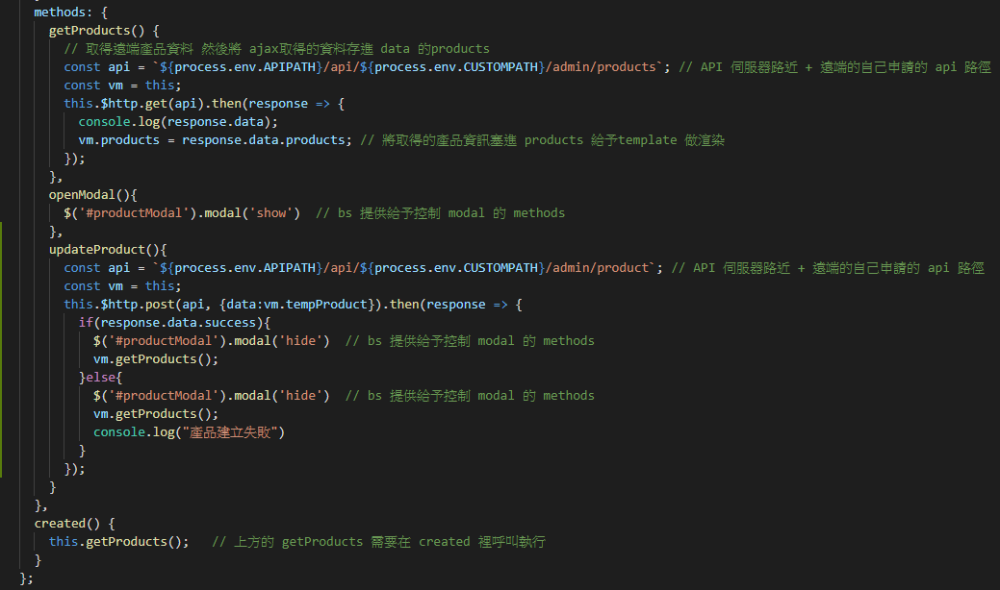 methods: {
getProducts() {
// 取得遠端產品資料 然後將 ajax取得的資料存進 data 的products
const api = `${process.env.APIPATH}/api/${process.env.CUSTOMPATH}/admin/products`; // API 伺服器路近 + 遠端的自己申請的 api 路徑
const vm = this;
this.$http.get(api).then(response => {
console.log(response.data);
vm.products = response.data.products; // 將取得的產品資訊塞進 products 給予template 做渲染
});
},
openModal(){
$('#productModal').modal('show')  // bs 提供給予控制 modal 的 methods
},
updateProduct(){
const api = `${process.env.APIPATH}/api/${process.env.CUSTOMPATH}/admin/product`; // API 伺服器路近 + 遠端的自己申請的 api 路徑
const vm = this;
this.$http.post(api, {data:vm.tempProduct}).then(response => {
if(response.data.success){
$('#productModal').modal('hide')  // bs 提供給予控制 modal 的 methods
vm.getProducts();
}else{
$('#productModal').modal('hide')  // bs 提供給予控制 modal 的 methods
vm.getProducts();
console.log("產品建立失敗")
}
});
}
},
created() {
this.getProducts();   // 上方的 getProducts 需要在 created 裡呼叫執行
}
};